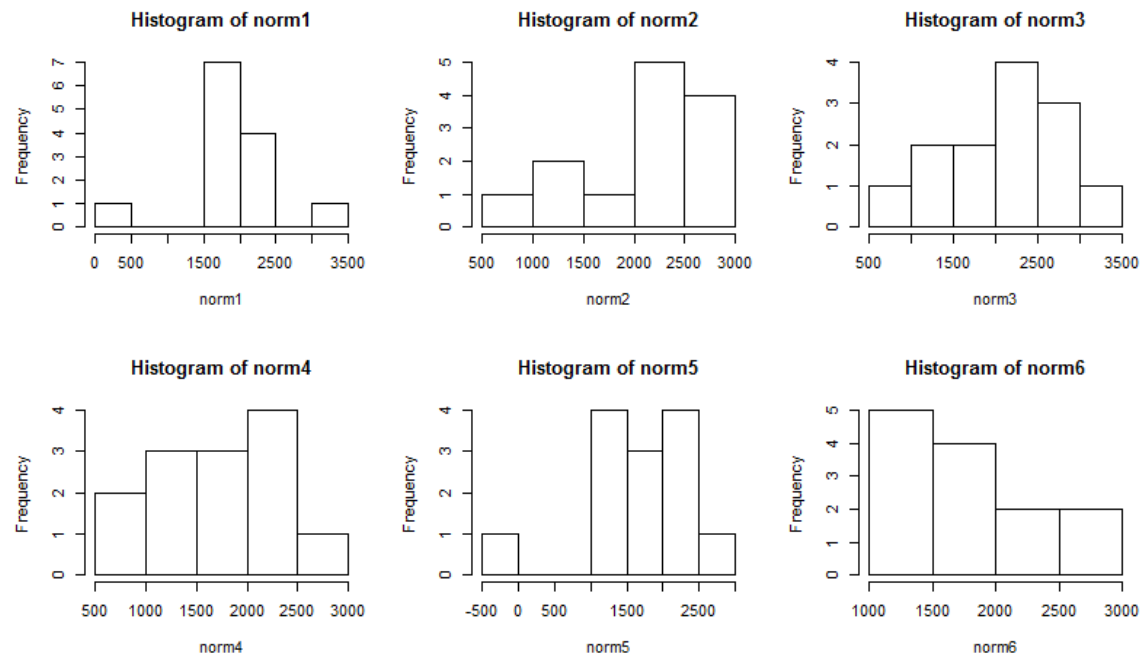 Histogram of norm1
Frequency
0 1 2 3 4 5 6 7
0 500 1500 2500 3500
norm1
Histogram of norm2
Frequency
0 1 2 3 4 5
500 1000 1500 2000 2500 3000
norm2
Histogram of norm3
Frequency
0 1 2 3 4
500 1500 2500 3500
norm3
Histogram of norm4
Frequency
0 1 2 3 4
500 1000 1500 2000 2500 3000
norm4
Histogram of norm5
Frequency
0 1 2 3 4
-500 0 500 1500 2500
norm5
Histogram of norm6
Frequency
0 1 2 3 4 5
1000 1500 2000 2500 3000
norm6